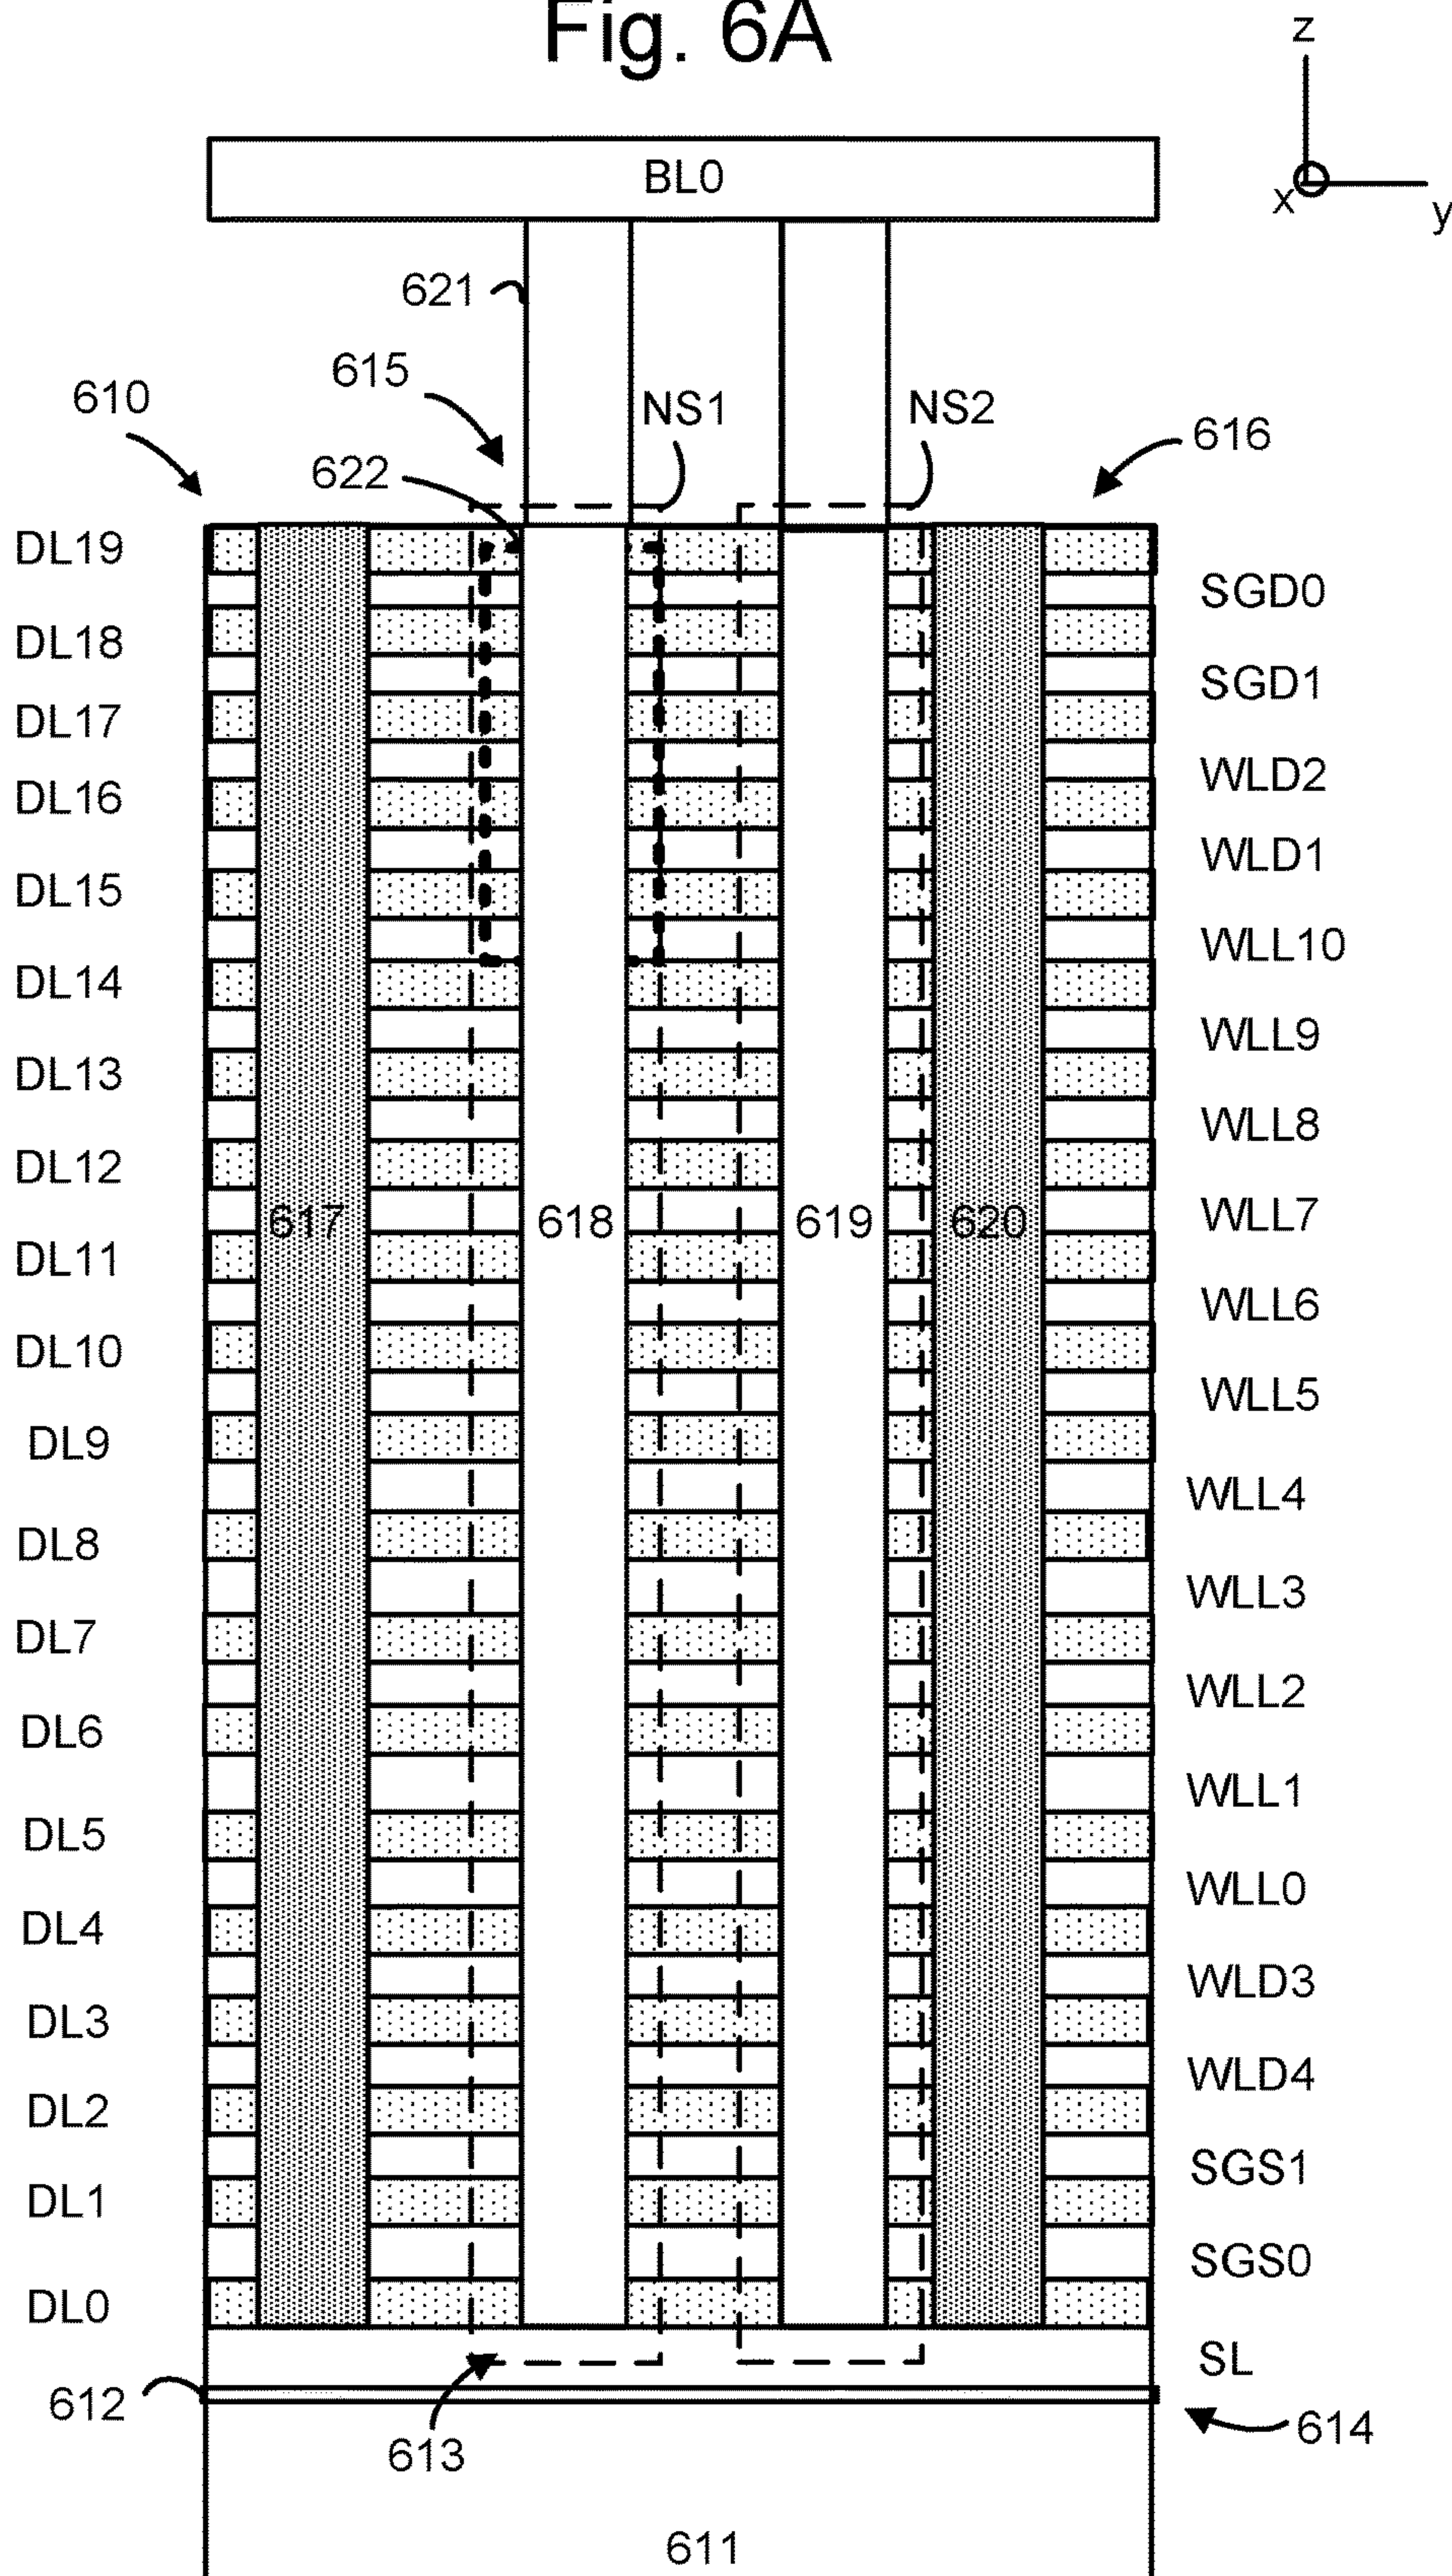 Fig. 6A
z
x
y
BL0
621
615
610
NS1
NS2
616
622
DL19
SGD0
DL18
SGD1
DL17
WLD2
DL16
WLD1
DL15
WLL10
DL14
WLL9
DL13
WLL8
DL12
WLL7
617
618
619
620
DL11
WLL6
DL10
WLL5
DL9
WLL4
DL8
WLL3
DL7
WLL2
DL6
WLL1
DL5
WLL0
DL4
WLD3
DL3
WLD4
DL2
SGS1
DL1
SGS0
DL0
SL
612
614
613
611